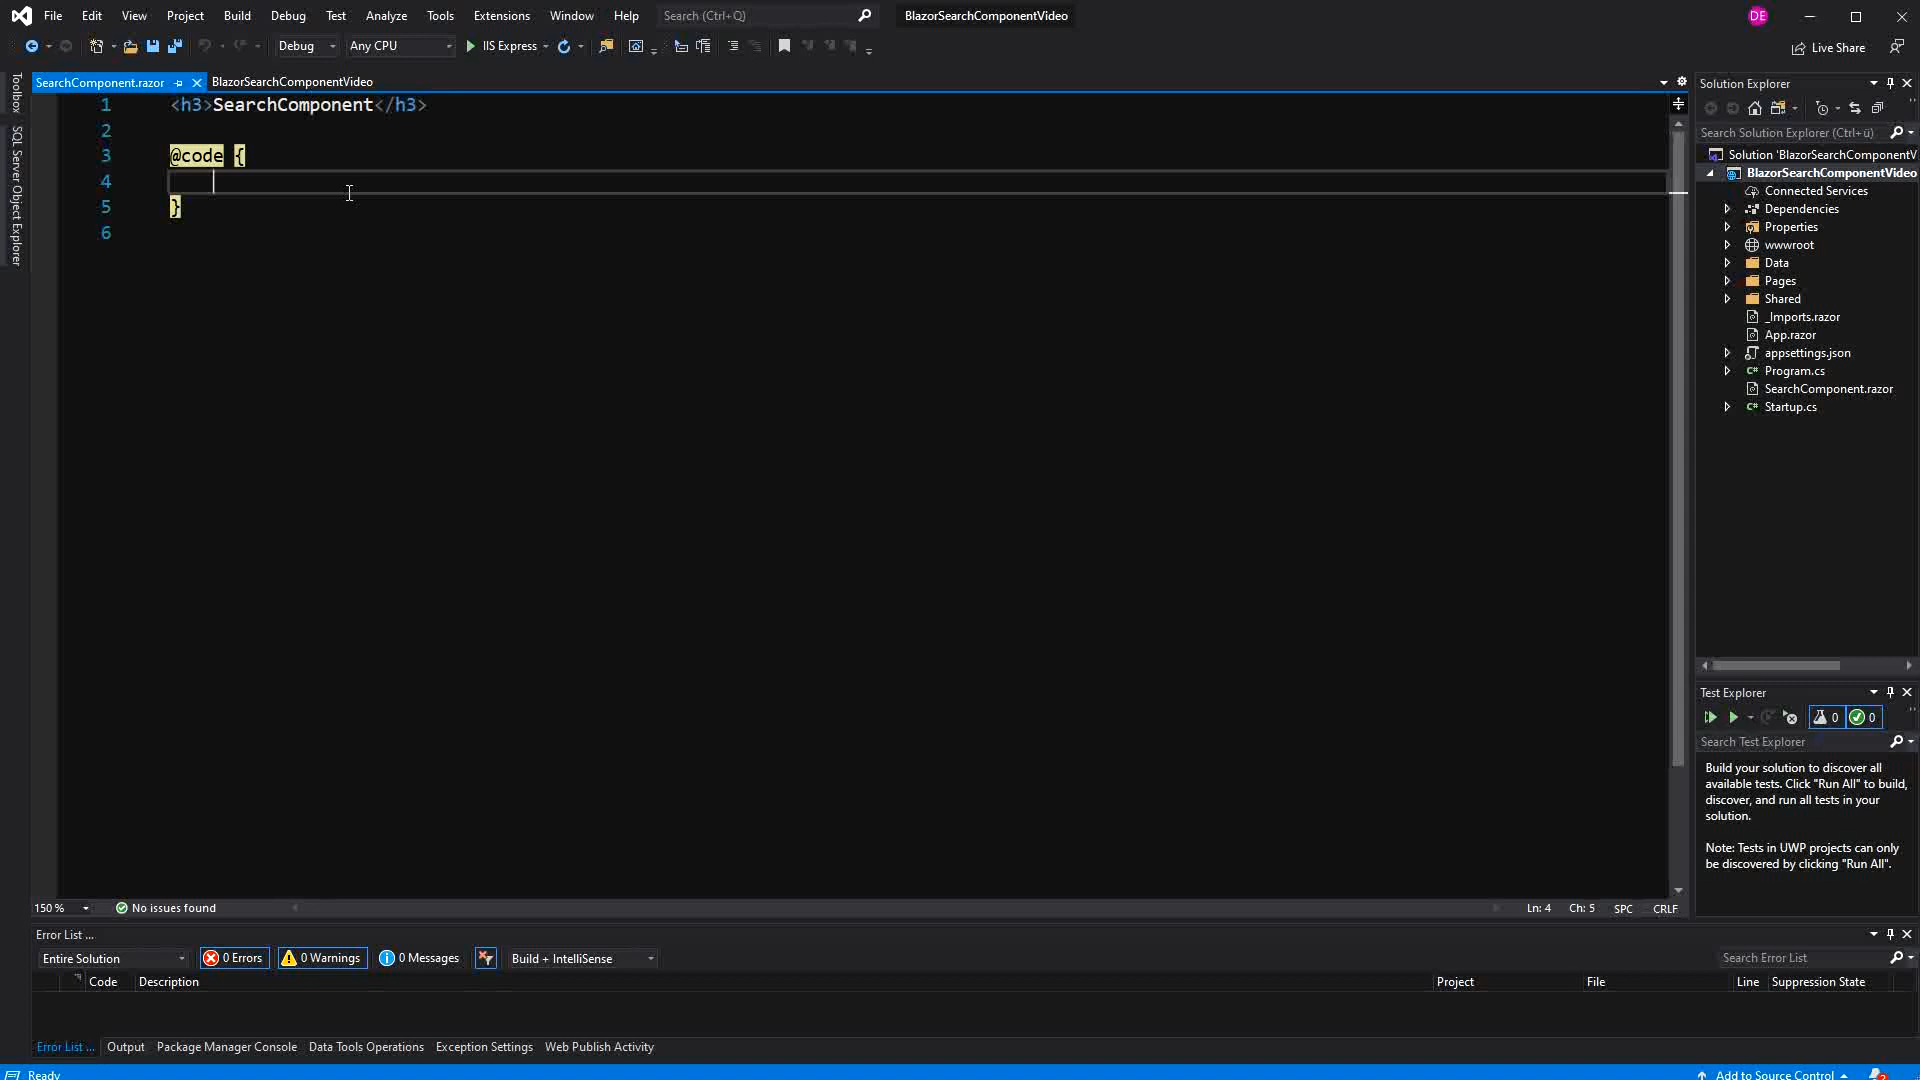 File Edit View Project Build Debug Test Analyze Tools Extensions Window Help Search (Ctrl+Q) BlazorSearchComponentVideo DE
Debug Any CPU IIS Express Live Share
Toolbox
SQL Server Object Explorer
SearchComponent.razor BlazorSearchComponentVideo
1 <h3>SearchComponent</h3>
2
3 @code {
4
5 }
6
150 % No issues found Ln: 4 Ch: 5 SPC CRLF
Solution Explorer
Search Solution Explorer (Ctrl+ü)
Solution 'BlazorSearchComponentV
BlazorSearchComponentVideo
Connected Services
Dependencies
Properties
wwwroot
Data
Pages
Shared
_Imports.razor
App.razor
appsettings.json
C# Program.cs
SearchComponent.razor
C# Startup.cs
Test Explorer
0 0
Search Test Explorer
Build your solution to discover all
available tests. Click "Run All" to build,
discover, and run all tests in your
solution.
Note: Tests in UWP projects can only
be discovered by clicking "Run All".
Error List ...
Entire Solution 0 Errors 0 Warnings 0 Messages Build + IntelliSense Search Error List
Code Description Project File Line Suppression State
Error List ... Output Package Manager Console Data Tools Operations Exception Settings Web Publish Activity
Ready Add to Source Control 2